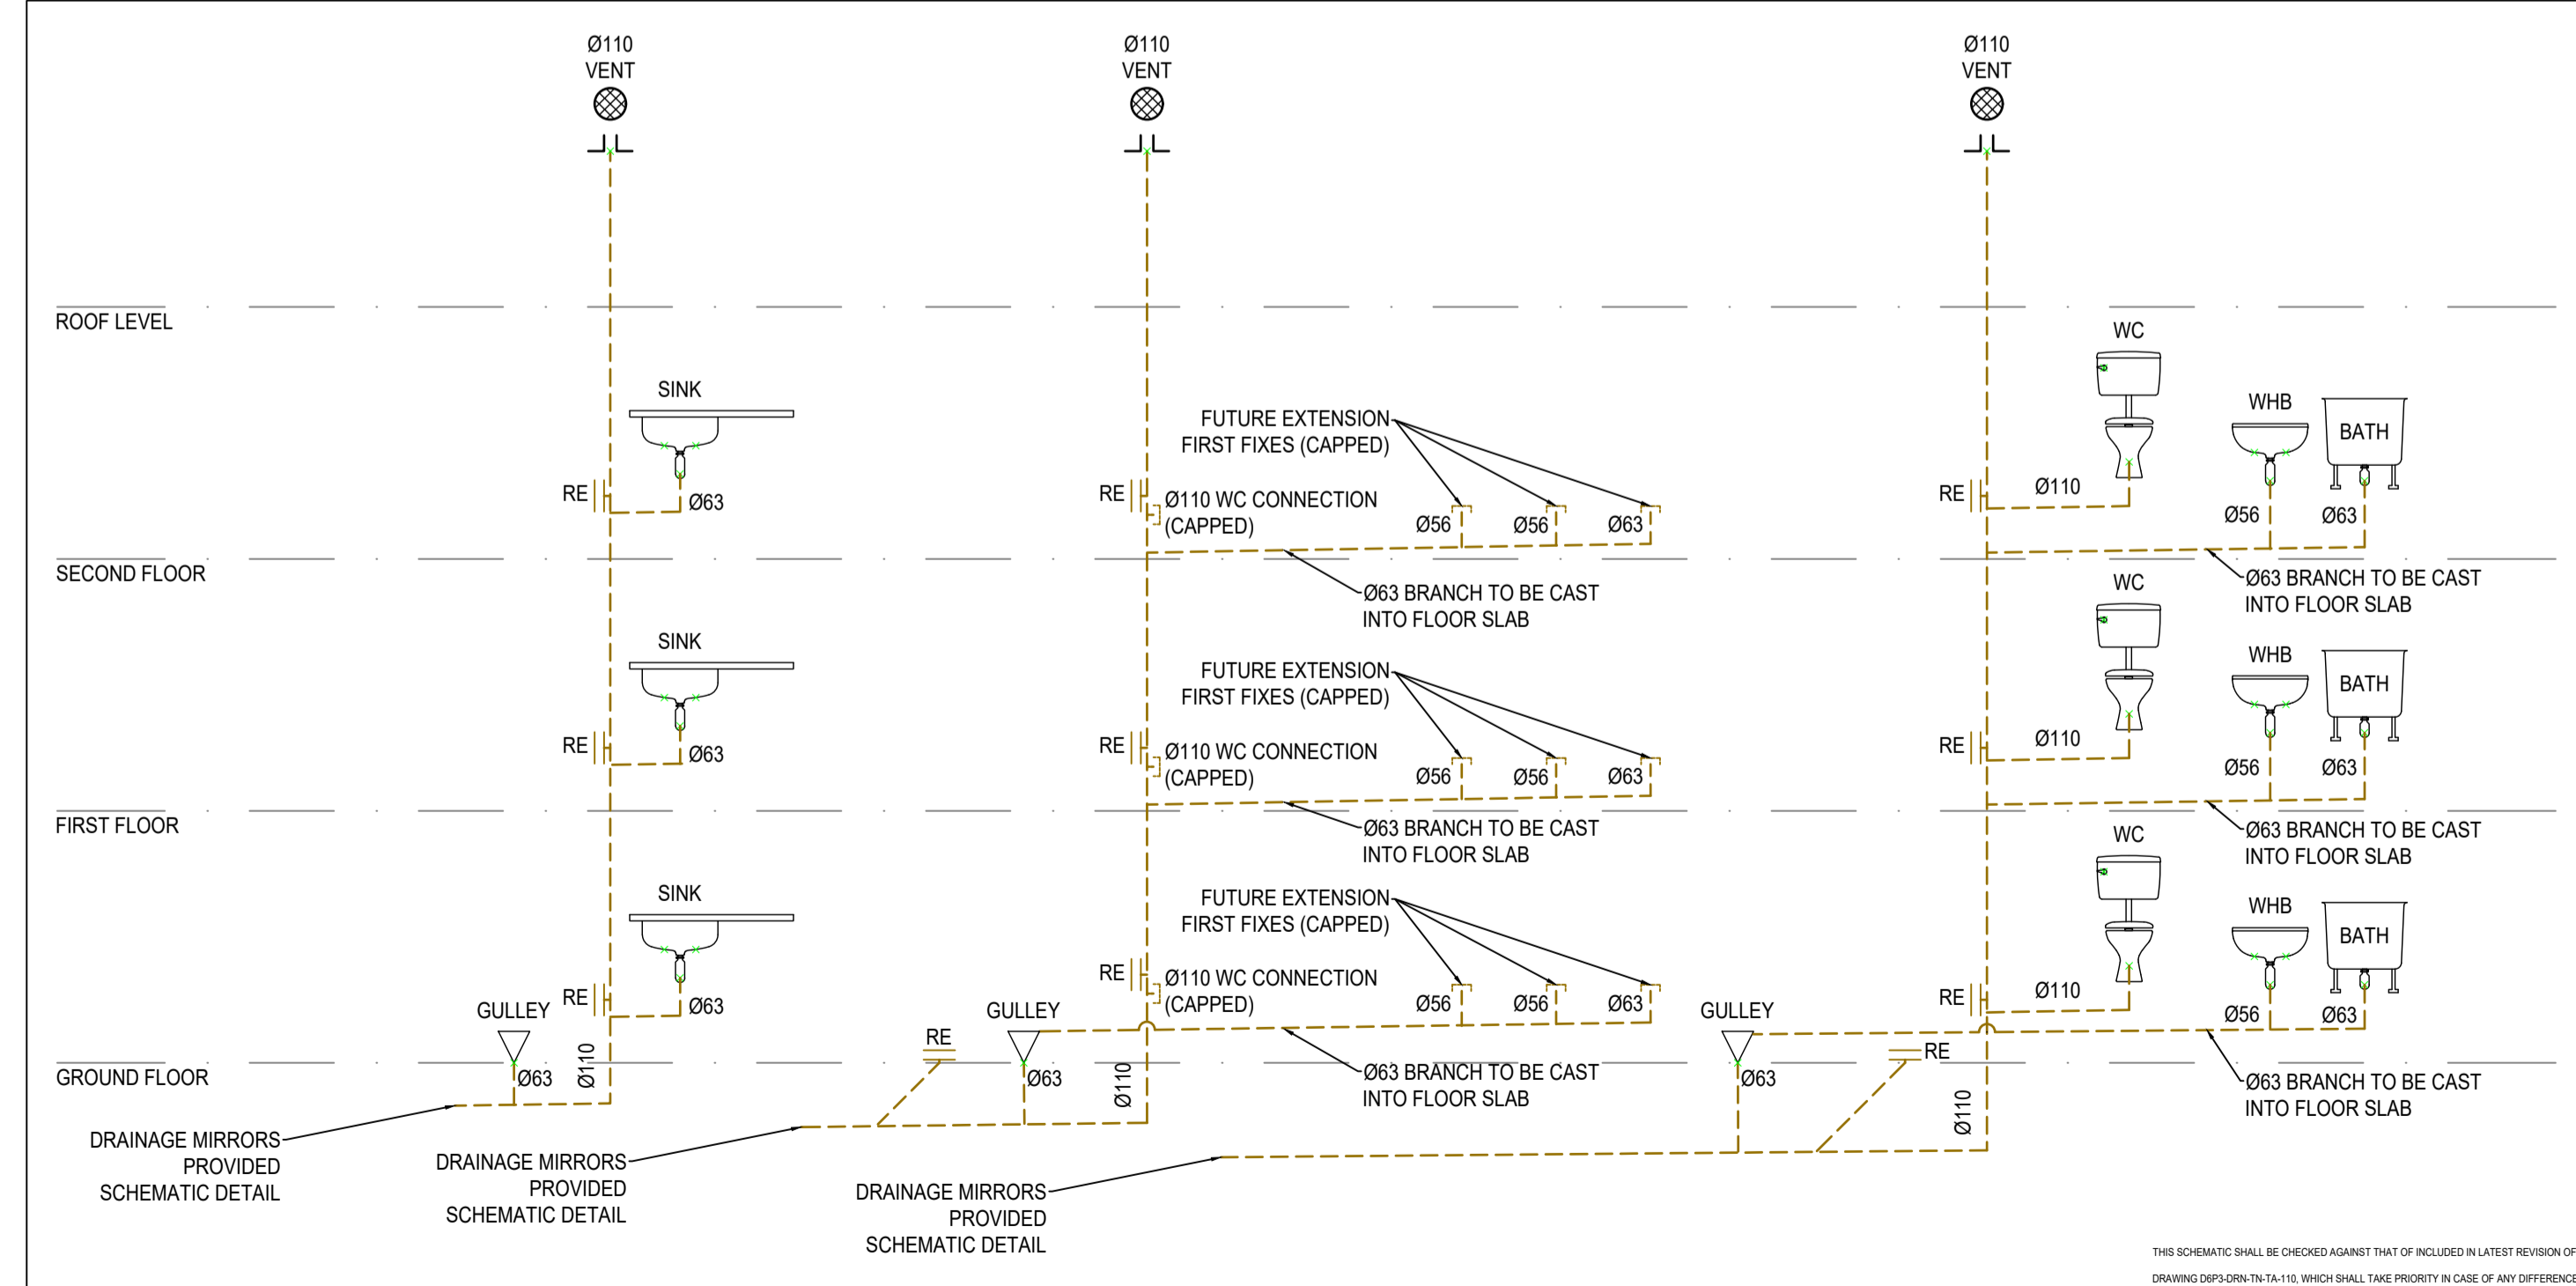 Ø110
VENT
Ø110
VENT
Ø110
VENT
ROOF LEVEL
SINK
RE
Ø63
FUTURE EXTENSION
FIRST FIXES (CAPPED)
RE
Ø110 WC CONNECTION
(CAPPED)
Ø56
Ø56
Ø63
WC
WHB
BATH
RE
Ø110
Ø56
Ø63
SECOND FLOOR
Ø63 BRANCH TO BE CAST
INTO FLOOR SLAB
Ø63 BRANCH TO BE CAST
INTO FLOOR SLAB
SINK
RE
Ø63
FUTURE EXTENSION
FIRST FIXES (CAPPED)
RE
Ø110 WC CONNECTION
(CAPPED)
Ø56
Ø56
Ø63
WC
WHB
BATH
RE
Ø110
Ø56
Ø63
FIRST FLOOR
Ø63 BRANCH TO BE CAST
INTO FLOOR SLAB
Ø63 BRANCH TO BE CAST
INTO FLOOR SLAB
SINK
RE
Ø63
GULLEY
FUTURE EXTENSION
FIRST FIXES (CAPPED)
RE
Ø110 WC CONNECTION
(CAPPED)
Ø56
Ø56
Ø63
GULLEY
RE
WC
WHB
BATH
RE
Ø110
Ø56
Ø63
GULLEY
RE
GROUND FLOOR
Ø63
Ø110
Ø63
Ø110
Ø63 BRANCH TO BE CAST
INTO FLOOR SLAB
Ø63
Ø110
Ø63 BRANCH TO BE CAST
INTO FLOOR SLAB
DRAINAGE MIRRORS
PROVIDED
SCHEMATIC DETAIL
DRAINAGE MIRRORS
PROVIDED
SCHEMATIC DETAIL
DRAINAGE MIRRORS
PROVIDED
SCHEMATIC DETAIL
THIS SCHEMATIC SHALL BE CHECKED AGAINST THAT OF INCLUDED IN LATEST REVISION OF
DRAWING D6P3-DRN-TN-TA-110, WHICH SHALL TAKE PRIORITY IN CASE OF ANY DIFFERENCE